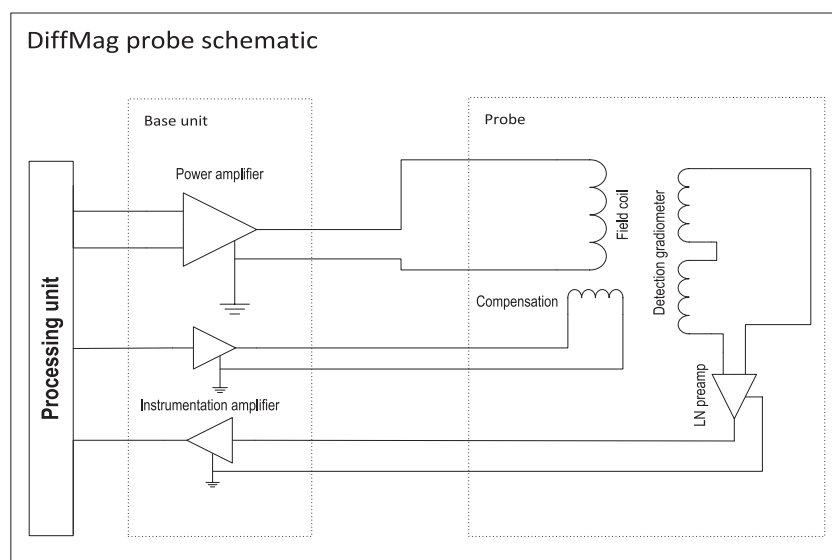 DiffMag probe schematic
Base unit
Probe
Power amplifier
Field coil
Detection gradiometer
Compensation
Processing unit
LN preamp
Instrumentation amplifier